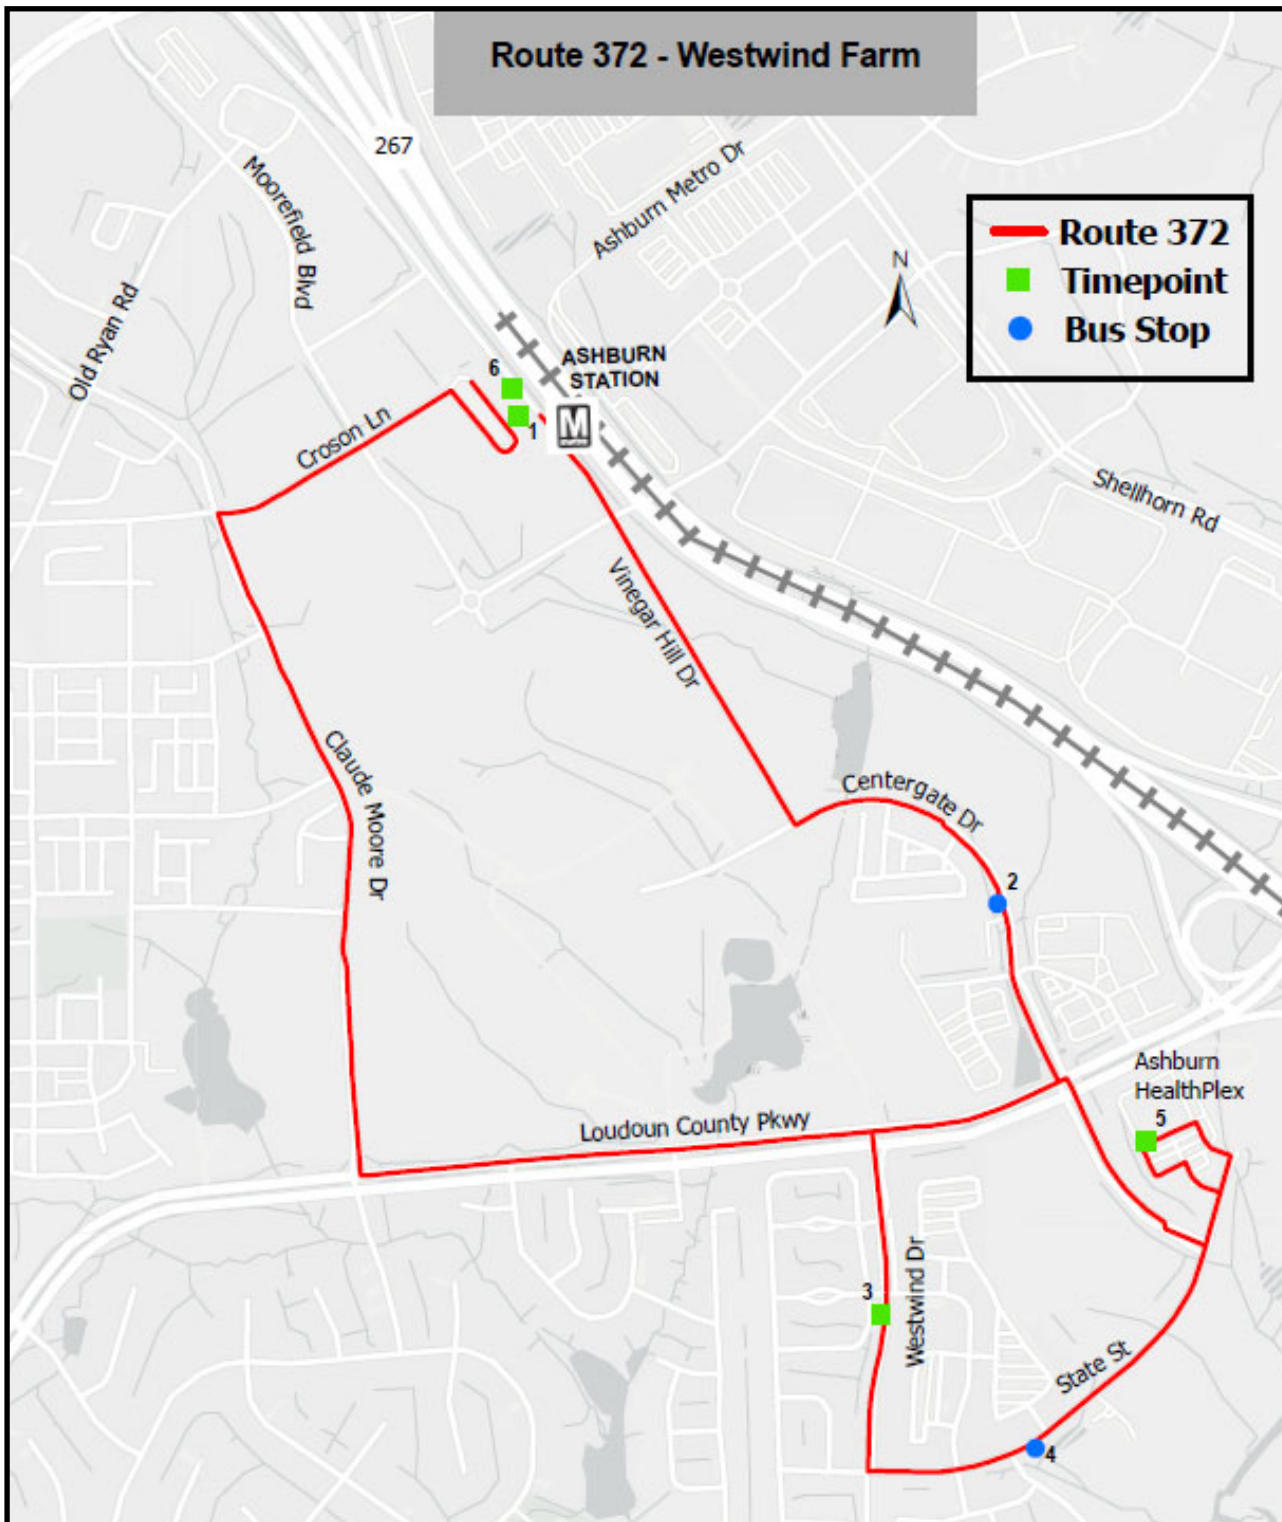 Route 372 - Westwind Farm
267
Moorefield Blvd
Ashburn Metro Dr
Route 372
Timepoint
Bus Stop
N
Old Ryan Rd
6
ASHBURN
STATION
1
M
Croson Ln
Shellhorn Rd
Vinegar Hill Dr
Claude Moore Dr
Centergate Dr
2
Ashburn
HealthPlex
5
Loudoun County Pkwy
3
Westwind Dr
State St
4